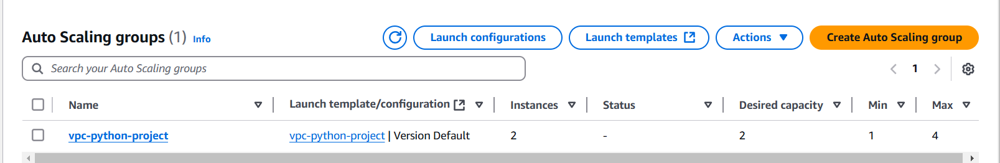 Auto Scaling groups (1) Info Launch configurations Launch templates Actions Create Auto Scaling group
Search your Auto Scaling groups 1
Name Launch template/configuration Instances Status Desired capacity Min Max
vpc-python-project vpc-python-project | Version Default 2 - 2 1 4